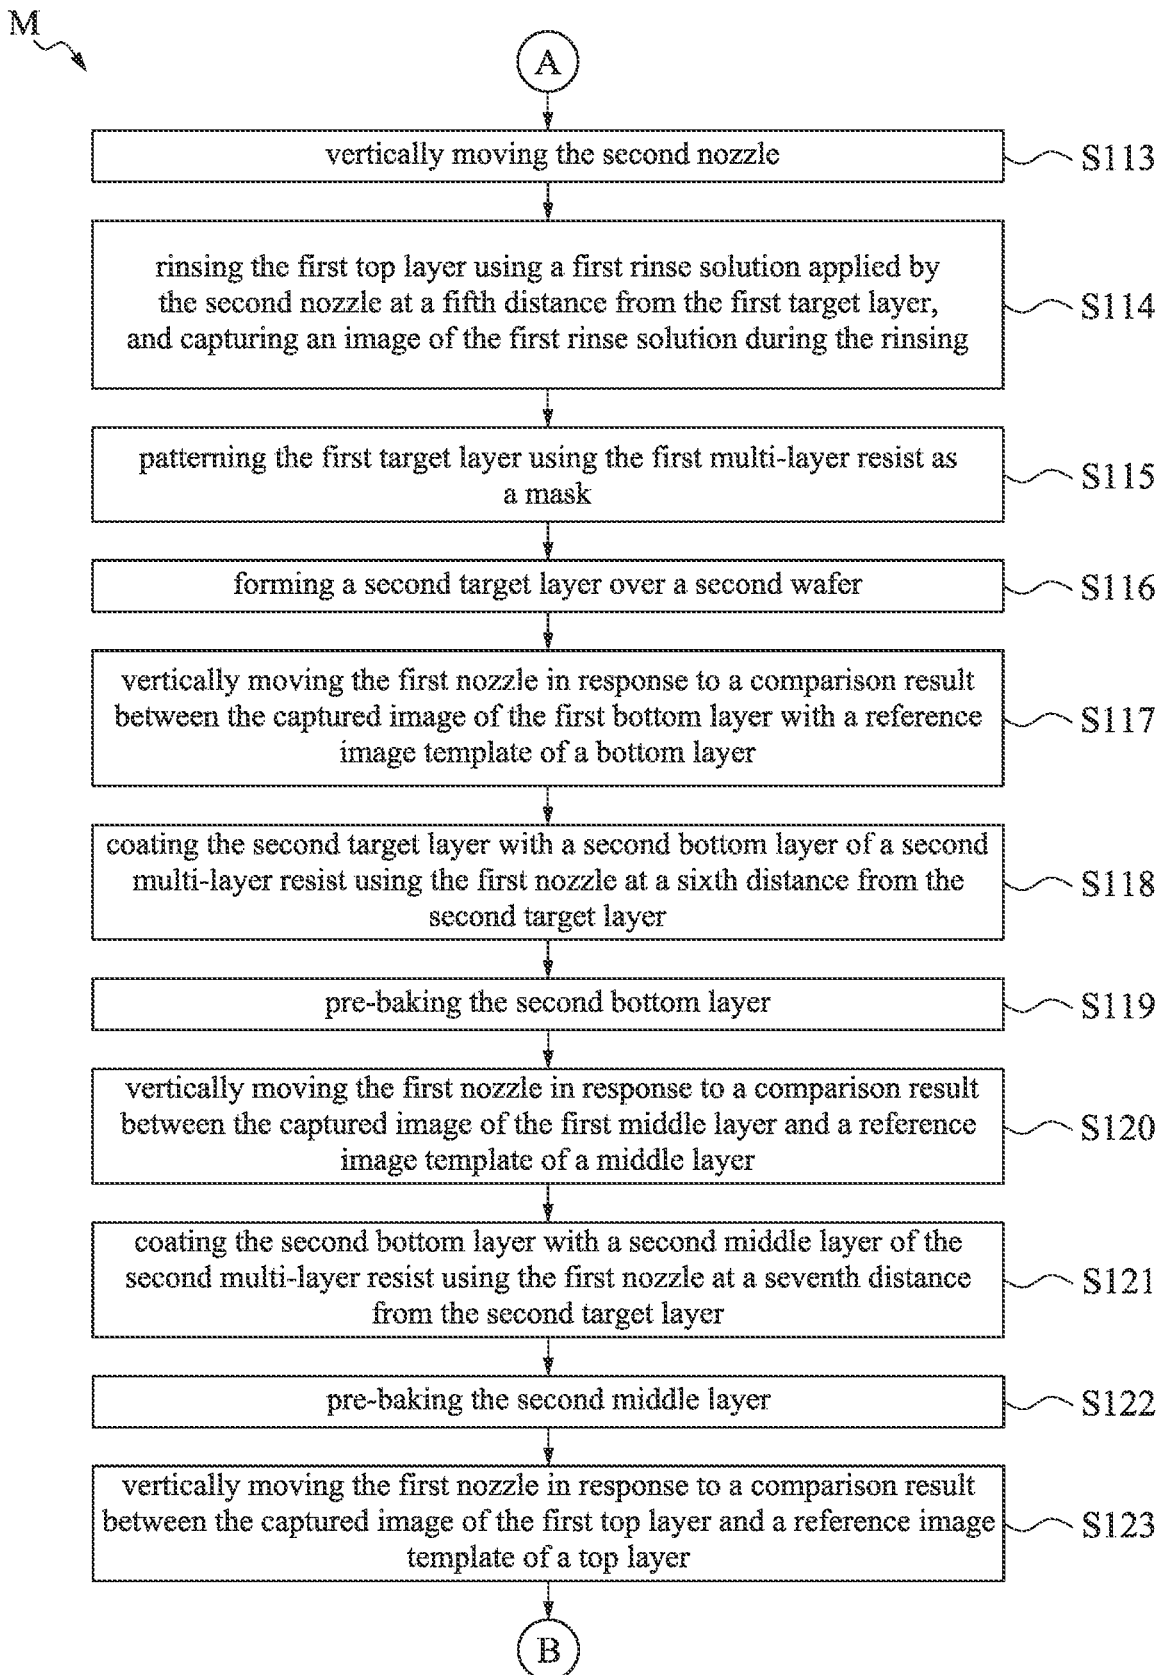 M
A
vertically moving the second nozzle
S113
rinsing the first top layer using a first rinse solution applied by
the second nozzle at a fifth distance from the first target layer,
and capturing an image of the first rinse solution during the rinsing
S114
patterning the first target layer using the first multi-layer resist as
a mask
S115
forming a second target layer over a second wafer
S116
vertically moving the first nozzle in response to a comparison result
between the captured image of the first bottom layer with a reference
image template of a bottom layer
S117
coating the second target layer with a second bottom layer of a second
multi-layer resist using the first nozzle at a sixth distance from the
second target layer
S118
pre-baking the second bottom layer
S119
vertically moving the first nozzle in response to a comparison result
between the captured image of the first middle layer and a reference
image template of a middle layer
S120
coating the second bottom layer with a second middle layer of the
second multi-layer resist using the first nozzle at a seventh distance
from the second target layer
S121
pre-baking the second middle layer
S122
vertically moving the first nozzle in response to a comparison result
between the captured image of the first top layer and a reference image
template of a top layer
S123
B